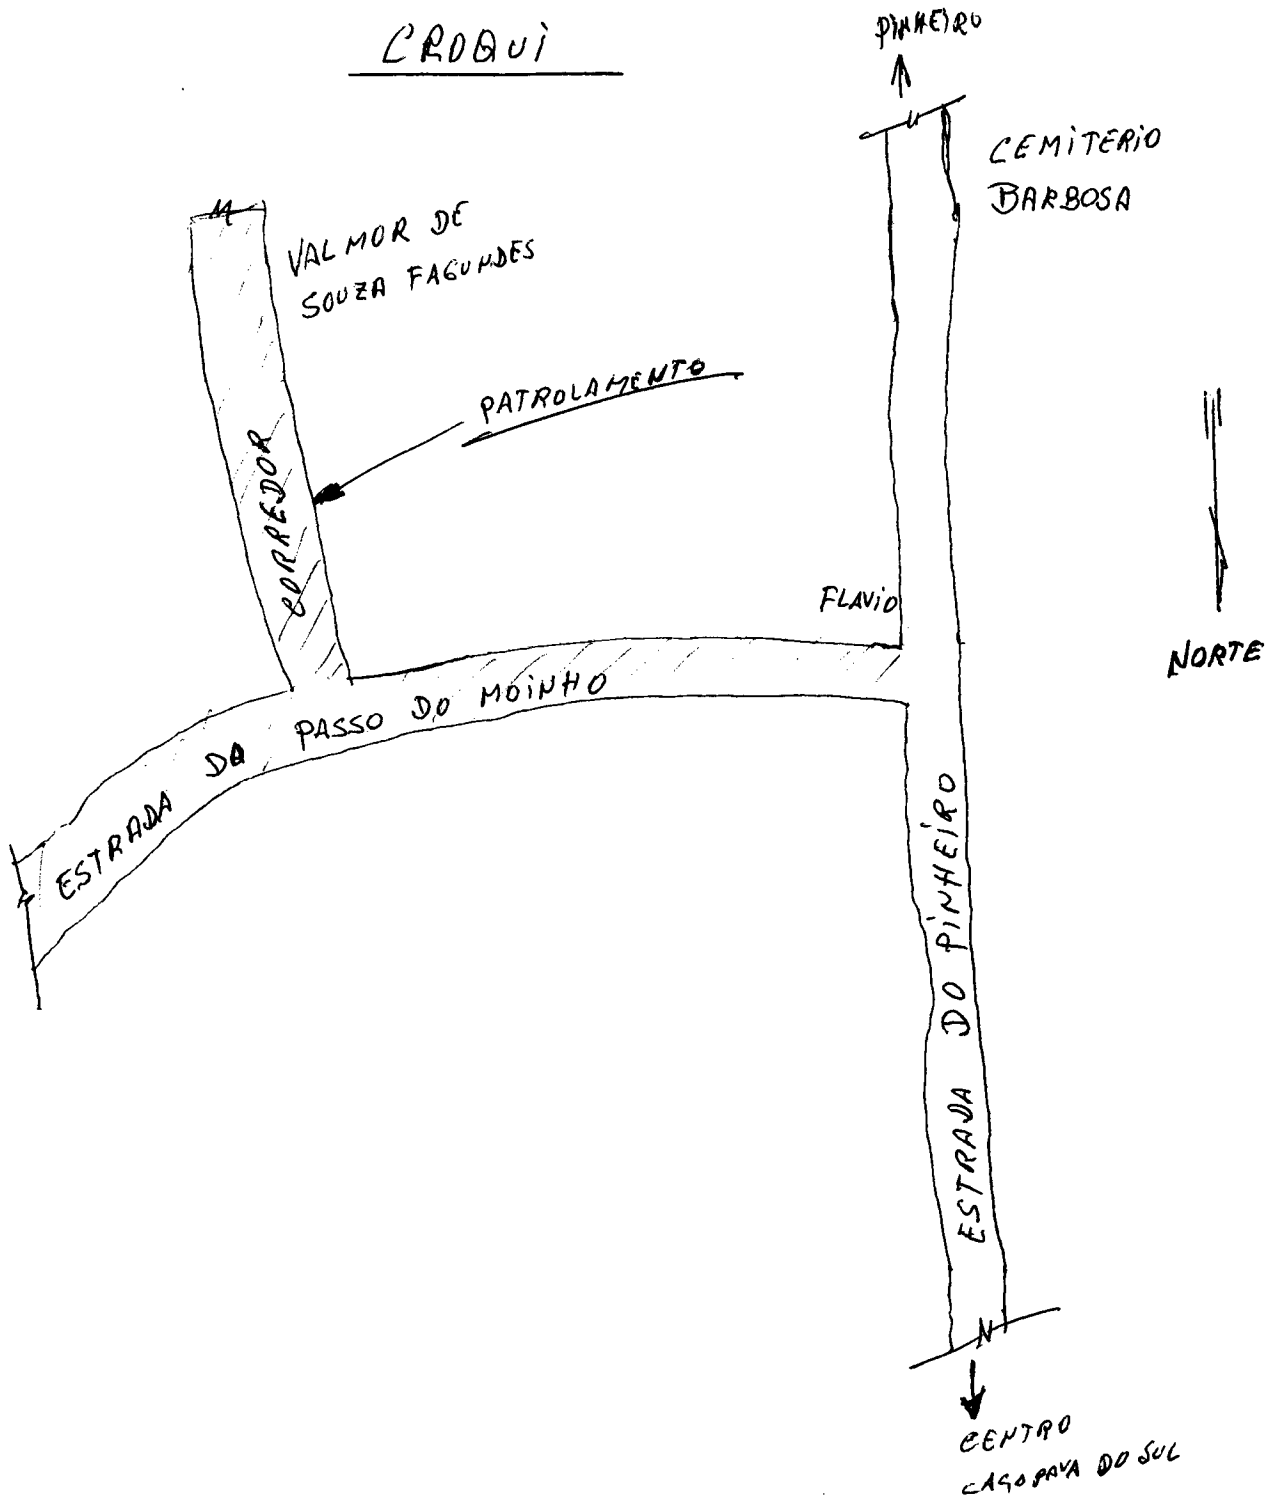 CROQUI
PINHEIRO
CEMITERIO
BARBOSA
VALMOR DE
SOUZA FAGUNDES
PATROLAMENTO
CORREDOR
FLAVIO
NORTE
ESTRADA DO PASSO DO MOINHO
ESTRADA DO PINHEIRO
CENTRO
DO SUL